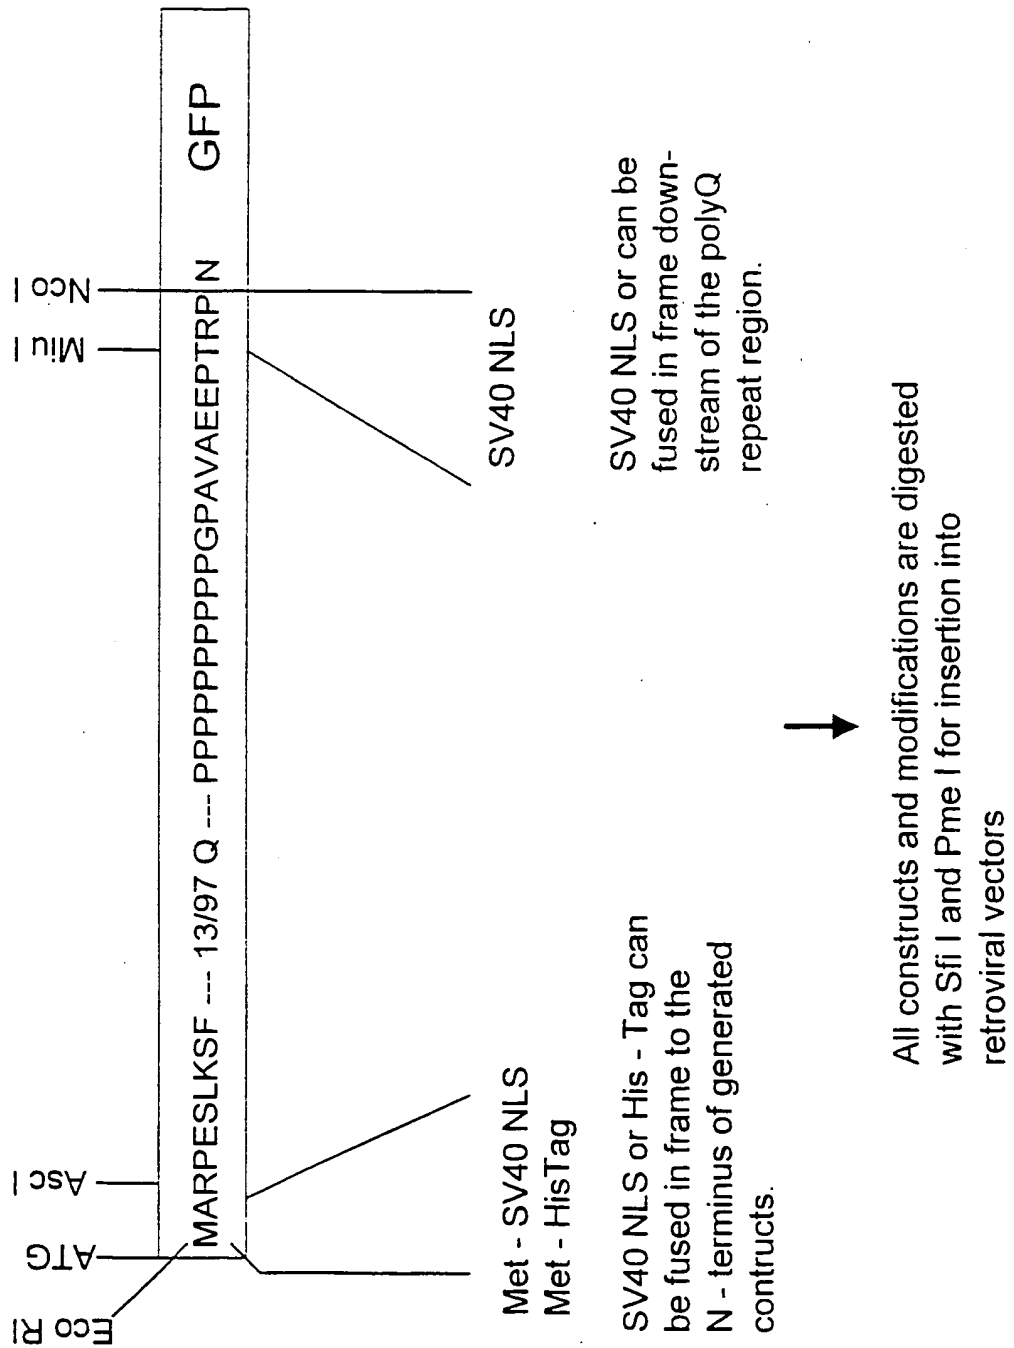 Eco RI
ATG
Asc I
Mlu I
Nco I
MARPESLKSF --- 13/97 Q --- PPPPPPPPPGPAVAEEPTRP N GFP
Met - SV40 NLS
Met - HisTag
SV40 NLS
SV40 NLS or His - Tag can
be fused in frame to the
N - terminus of generated
contructs.
SV40 NLS or can be
fused in frame down-
stream of the polyQ
repeat region.
All constructs and modifications are digested
with Sfi I and Pme I for insertion into
retroviral vectors